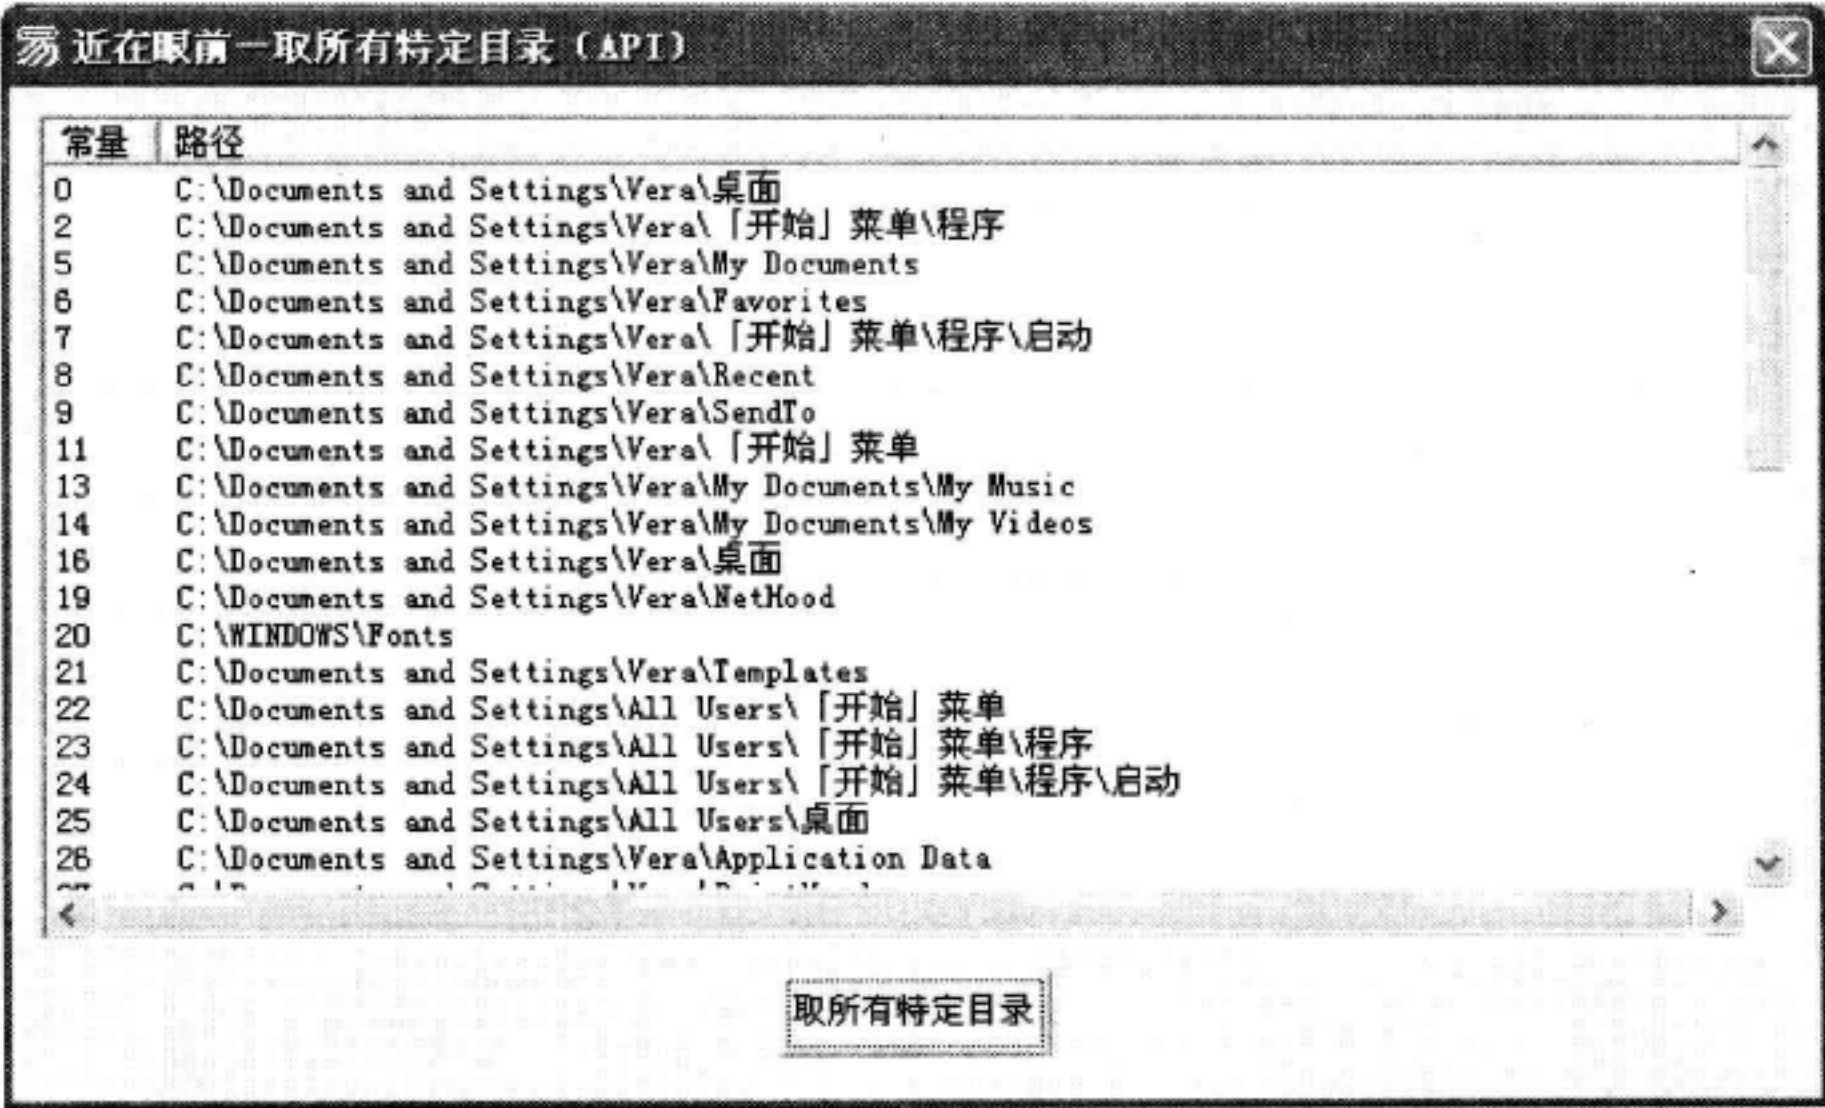 易 近在眼前一取所有特定目录（API）
常量 路径
0 C:\Documents and Settings\Vera\桌面
2 C:\Documents and Settings\Vera\「开始」菜单\程序
5 C:\Documents and Settings\Vera\My Documents
6 C:\Documents and Settings\Vera\Favorites
7 C:\Documents and Settings\Vera\「开始」菜单\程序\启动
8 C:\Documents and Settings\Vera\Recent
9 C:\Documents and Settings\Vera\SendTo
11 C:\Documents and Settings\Vera\「开始」菜单
13 C:\Documents and Settings\Vera\My Documents\My Music
14 C:\Documents and Settings\Vera\My Documents\My Videos
16 C:\Documents and Settings\Vera\桌面
19 C:\Documents and Settings\Vera\NetHood
20 C:\WINDOWS\Fonts
21 C:\Documents and Settings\Vera\Templates
22 C:\Documents and Settings\All Users\「开始」菜单
23 C:\Documents and Settings\All Users\「开始」菜单\程序
24 C:\Documents and Settings\All Users\「开始」菜单\程序\启动
25 C:\Documents and Settings\All Users\桌面
26 C:\Documents and Settings\Vera\Application Data
取所有特定目录